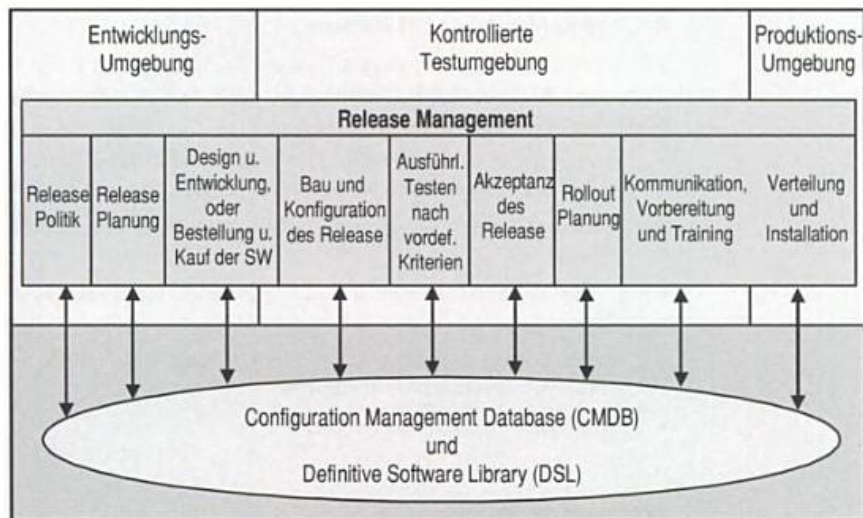 Entwicklungs-
Umgebung
Kontrollierte
Testumgebung
Produktions-
Umgebung
Release Management
Release
Politik
Release
Planung
Design u.
Entwicklung,
oder
Bestellung u.
Kauf der SW
Bau und
Konfiguration
des Release
Ausführl.
Testen
nach
vordef.
Kriterien
Akzeptanz
des
Release
Rollout
Planung
Kommunikation,
Vorbereitung
und Training
Verteilung
und
Installation
Configuration Management Database (CMDB)
und
Definitive Software Library (DSL)